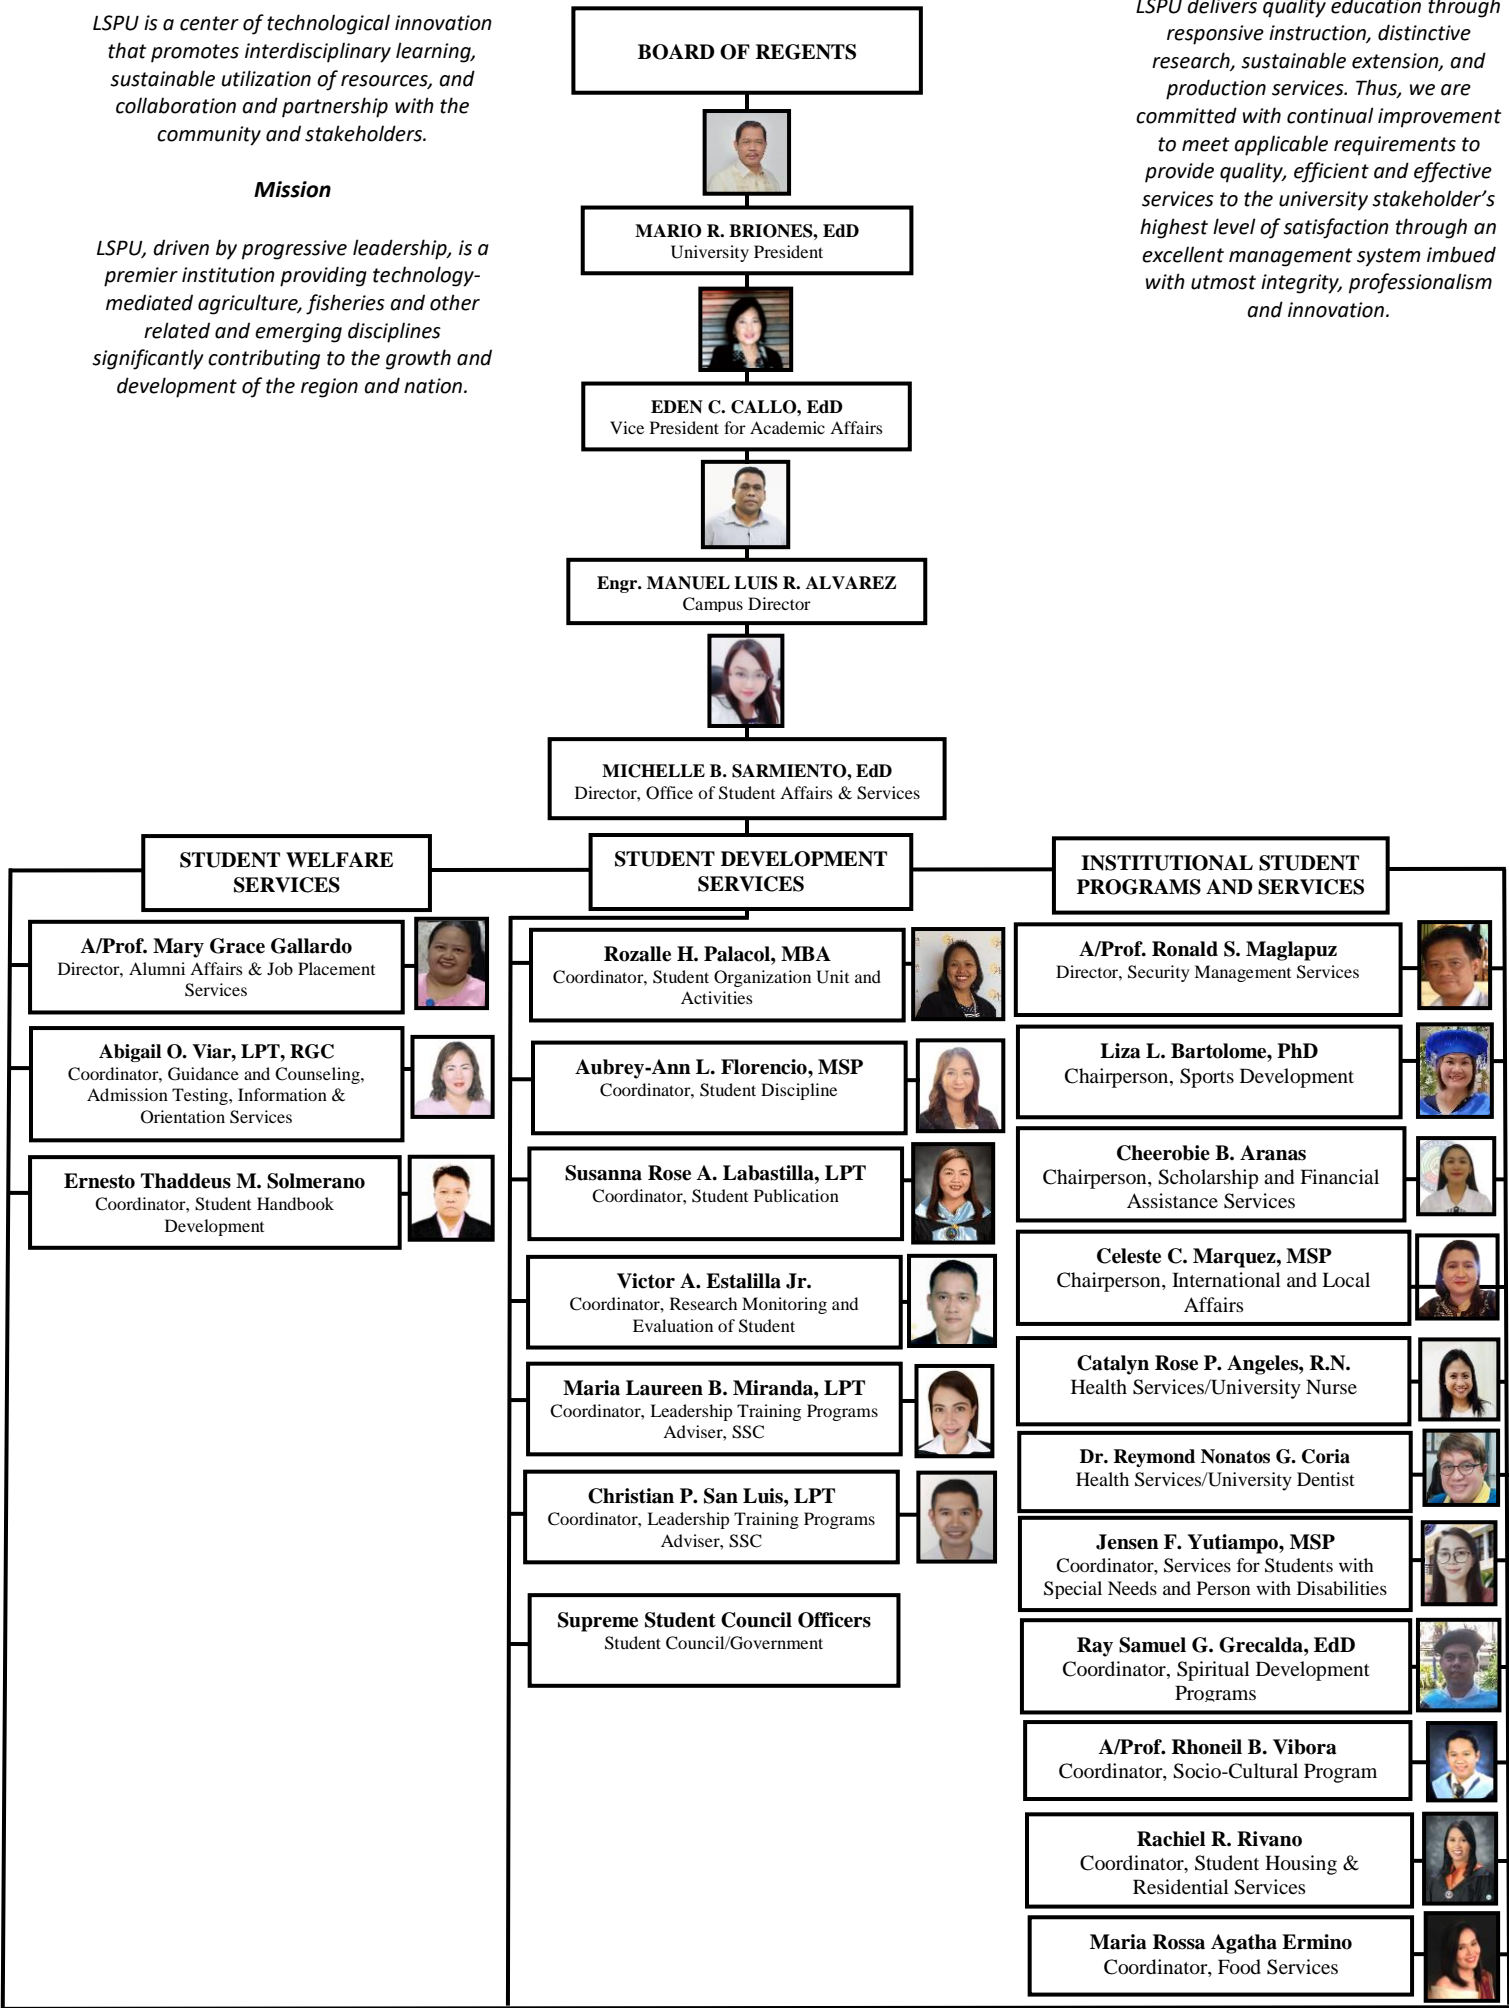 LSPU is a center of technological innovation
that promotes interdisciplinary learning,
sustainable utilization of resources, and
collaboration and partnership with the
community and stakeholders.
Mission
LSPU, driven by progressive leadership, is a
premier institution providing technology-
mediated agriculture, fisheries and other
related and emerging disciplines
significantly contributing to the growth and
development of the region and nation.
BOARD OF REGENTS
MARIO R. BRIONES, EdD
University President
EDEN C. CALLO, EdD
Vice President for Academic Affairs
Engr. MANUEL LUIS R. ALVAREZ
Campus Director
MICHELLE B. SARMIENTO, EdD
Director, Office of Student Affairs & Services
LSPU delivers quality education through
responsive instruction, distinctive
research, sustainable extension, and
production services. Thus, we are
committed with continual improvement
to meet applicable requirements to
provide quality, efficient and effective
services to the university stakeholder's
highest level of satisfaction through an
excellent management system imbued
with utmost integrity, professionalism
and innovation.
STUDENT WELFARE
SERVICES
A/Prof. Mary Grace Gallardo
Director, Alumni Affairs & Job Placement
Services
Abigail O. Viar, LPT, RGC
Coordinator, Guidance and Counseling,
Admission Testing, Information &
Orientation Services
Ernesto Thaddeus M. Solmerano
Coordinator, Student Handbook
Development
STUDENT DEVELOPMENT
SERVICES
Rozalle H. Palacol, MBA
Coordinator, Student Organization Unit and
Activities
Aubrey-Ann L. Florencio, MSP
Coordinator, Student Discipline
Susanna Rose A. Labastilla, LPT
Coordinator, Student Publication
Victor A. Estalilla Jr.
Coordinator, Research Monitoring and
Evaluation of Student
Maria Laureen B. Miranda, LPT
Coordinator, Leadership Training Programs
Adviser, SSC
Christian P. San Luis, LPT
Coordinator, Leadership Training Programs
Adviser, SSC
Supreme Student Council Officers
Student Council/Government
INSTITUTIONAL STUDENT
PROGRAMS AND SERVICES
A/Prof. Ronald S. Maglapuz
Director, Security Management Services
Liza L. Bartolome, PhD
Chairperson, Sports Development
Cheerobie B. Aranas
Chairperson, Scholarship and Financial
Assistance Services
Celeste C. Marquez, MSP
Chairperson, International and Local
Affairs
Catalyn Rose P. Angeles, R.N.
Health Services/University Nurse
Dr. Reymond Nonatos G. Coria
Health Services/University Dentist
Jensen F. Yutiampo, MSP
Coordinator, Services for Students with
Special Needs and Person with Disabilities
Ray Samuel G. Grecalda, EdD
Coordinator, Spiritual Development
Programs
A/Prof. Rhoneil B. Vibora
Coordinator, Socio-Cultural Program
Rachiel R. Rivano
Coordinator, Student Housing &
Residential Services
Maria Rossa Agatha Ermino
Coordinator, Food Services